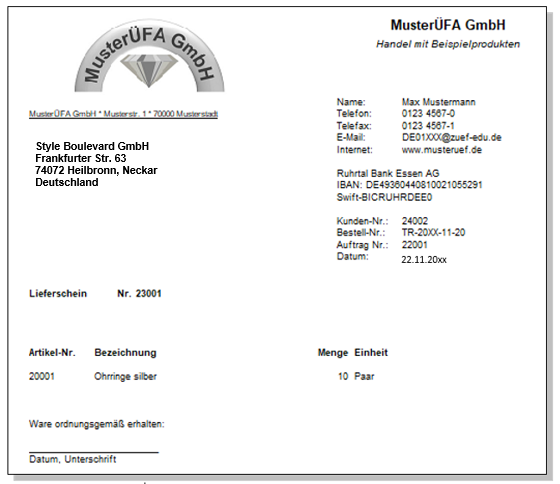 MusterÜFA GmbH
MusterÜFA GmbH
Handel mit Beispielprodukten
MusterÜFA GmbH * Musterstr. 1 * 70000 Musterstadt
Style Boulevard GmbH
Frankfurter Str. 63
74072 Heilbronn, Neckar
Deutschland
Name: Max Mustermann
Telefon: 0123 4567-0
Telefax: 0123 4567-1
E-Mail: DE01XXX@zuef-edu.de
Internet: www.musteruef.de
Ruhrtal Bank Essen AG
IBAN: DE49360440810021055291
Swift-BICRUHRDEE0
Kunden-Nr.: 24002
Bestell-Nr.: TR-20XX-11-20
Auftrag Nr.: 22001
Datum: 22.11.20xx
Lieferschein Nr. 23001
Artikel-Nr. Bezeichnung Menge Einheit
20001 Ohrringe silber 10 Paar
Ware ordnungsgemäß erhalten:
Datum, Unterschrift